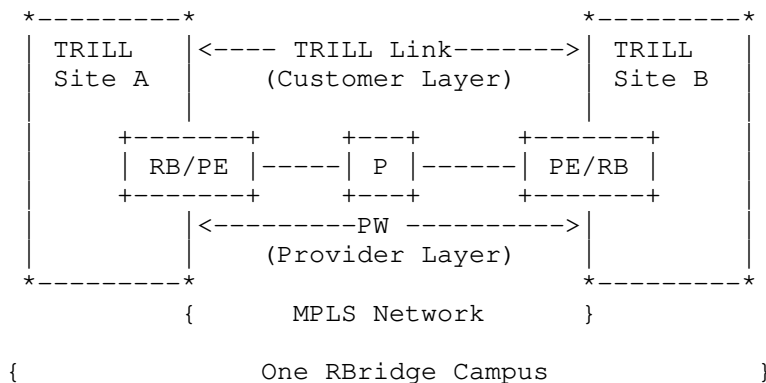 TRILL <---- TRILL Link-------> TRILL
Site A (Customer Layer) Site B
RB/PE P PE/RB
<---------PW ---------->
(Provider Layer)
{ MPLS Network }
{ One RBridge Campus }